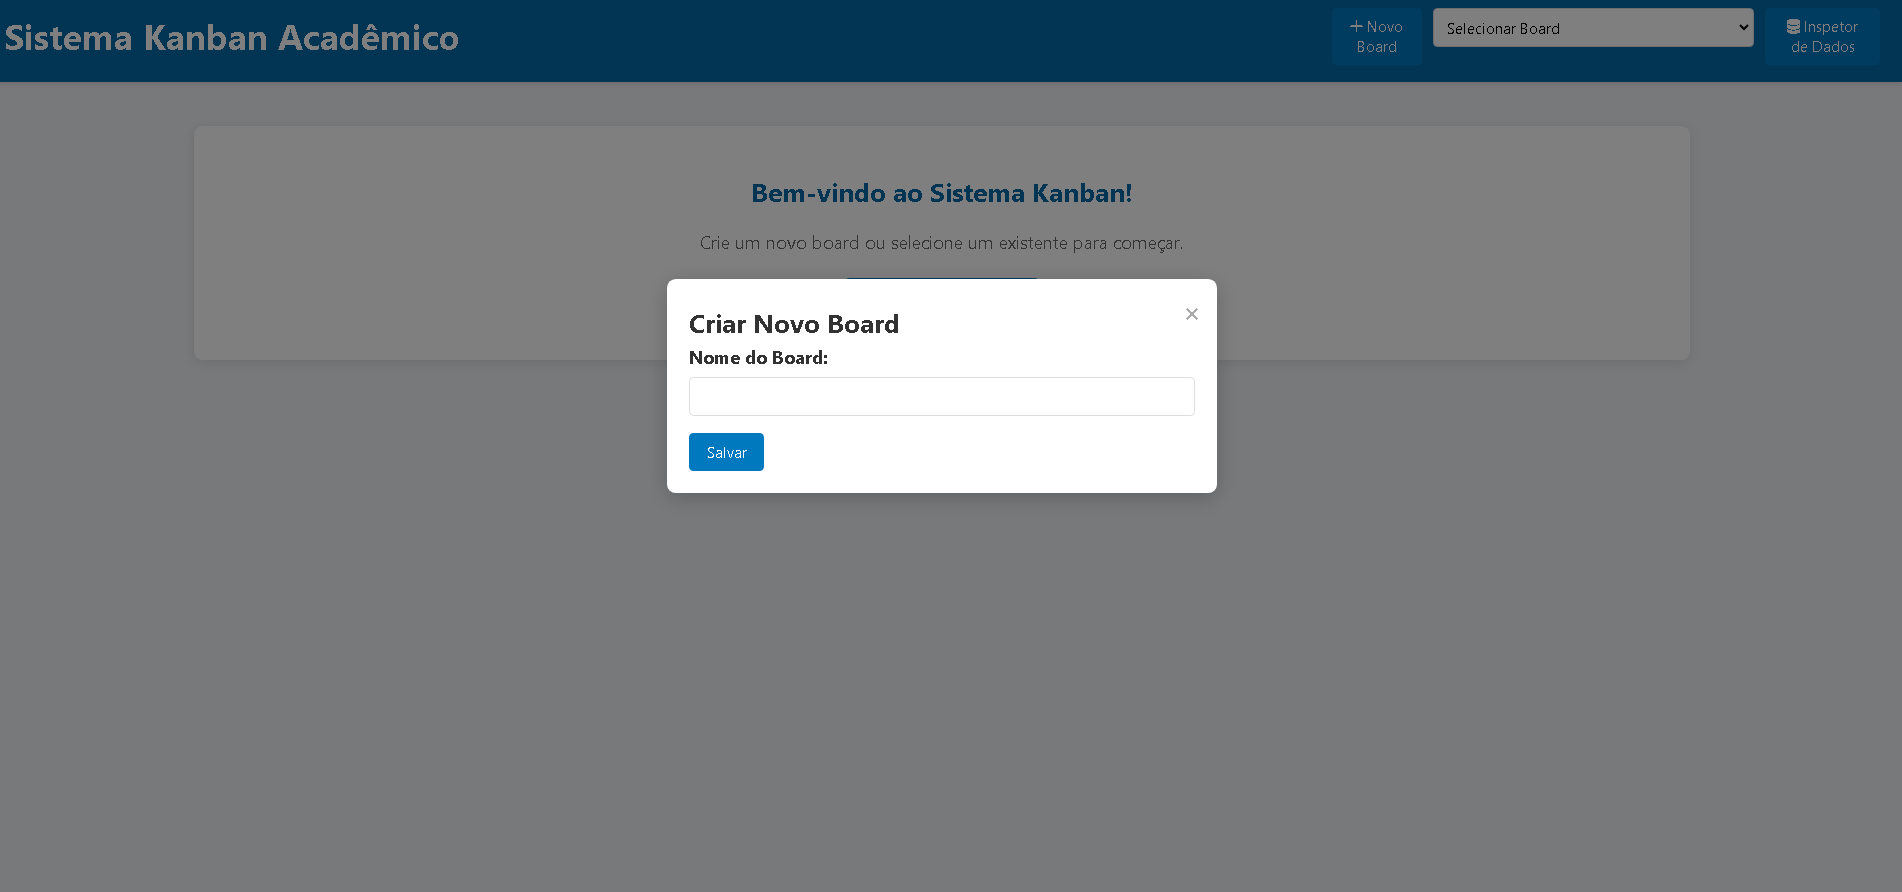 Sistema Kanban Acadêmico
Novo
Board
Selecionar Board
Inspetor
de Dados
Bem-vindo ao Sistema Kanban!
Crie um novo board ou selecione um existente para começar.
Criar Novo Board
×
Nome do Board:
Salvar